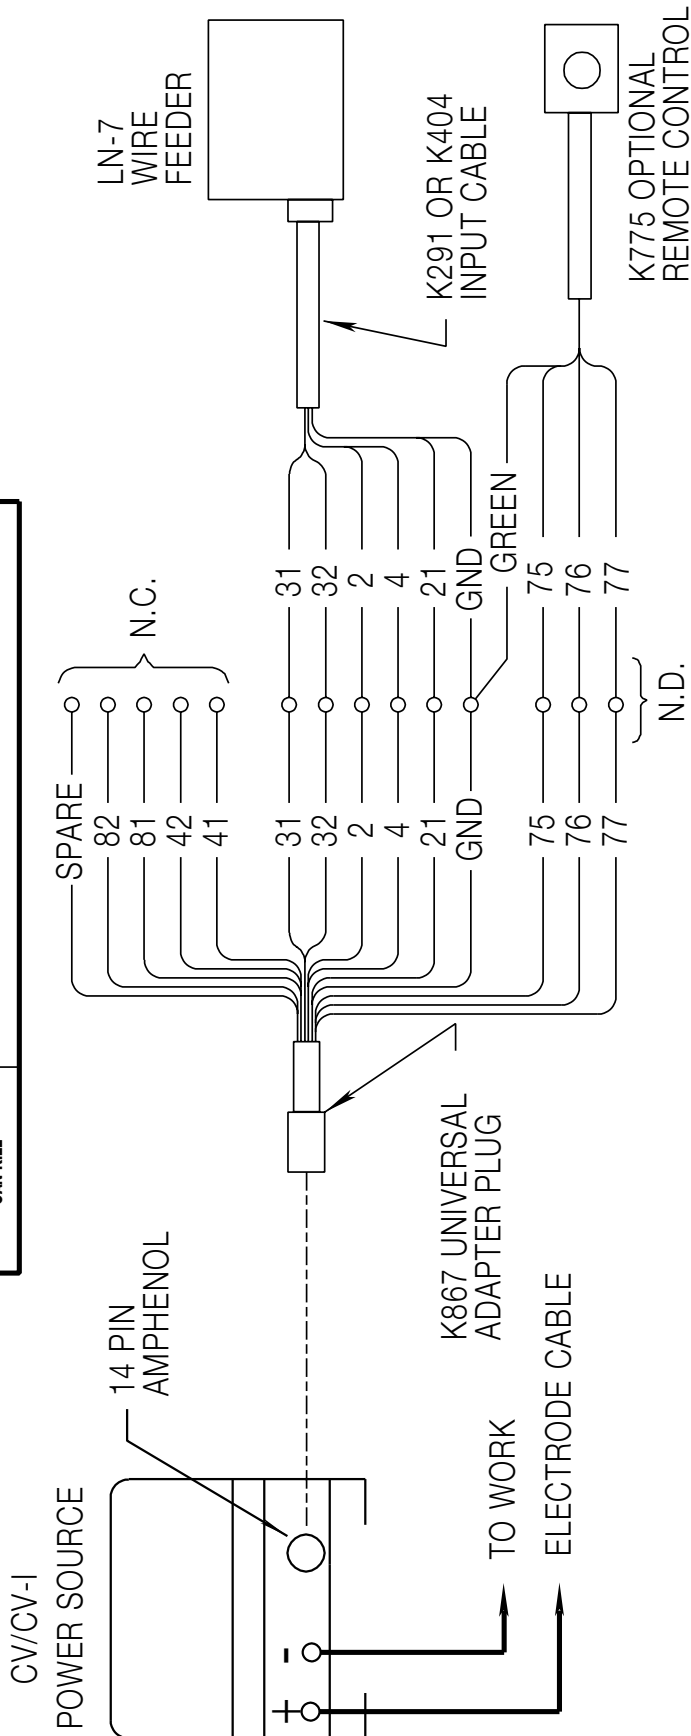 CV/CV-I
POWER SOURCE
14 PIN
AMPHENOL
- 
+
TO WORK
ELECTRODE CABLE
K867 UNIVERSAL
ADAPTER PLUG
SPARE
82
81
42
41
31
32
2
4
21
GND
75
76
77
N.C.
31
32
2
4
21
GND
GREEN
75
76
77
N.D.
LN-7
WIRE
FEEDER
K291 OR K404
INPUT CABLE
K775 OPTIONAL
REMOTE CONTROL